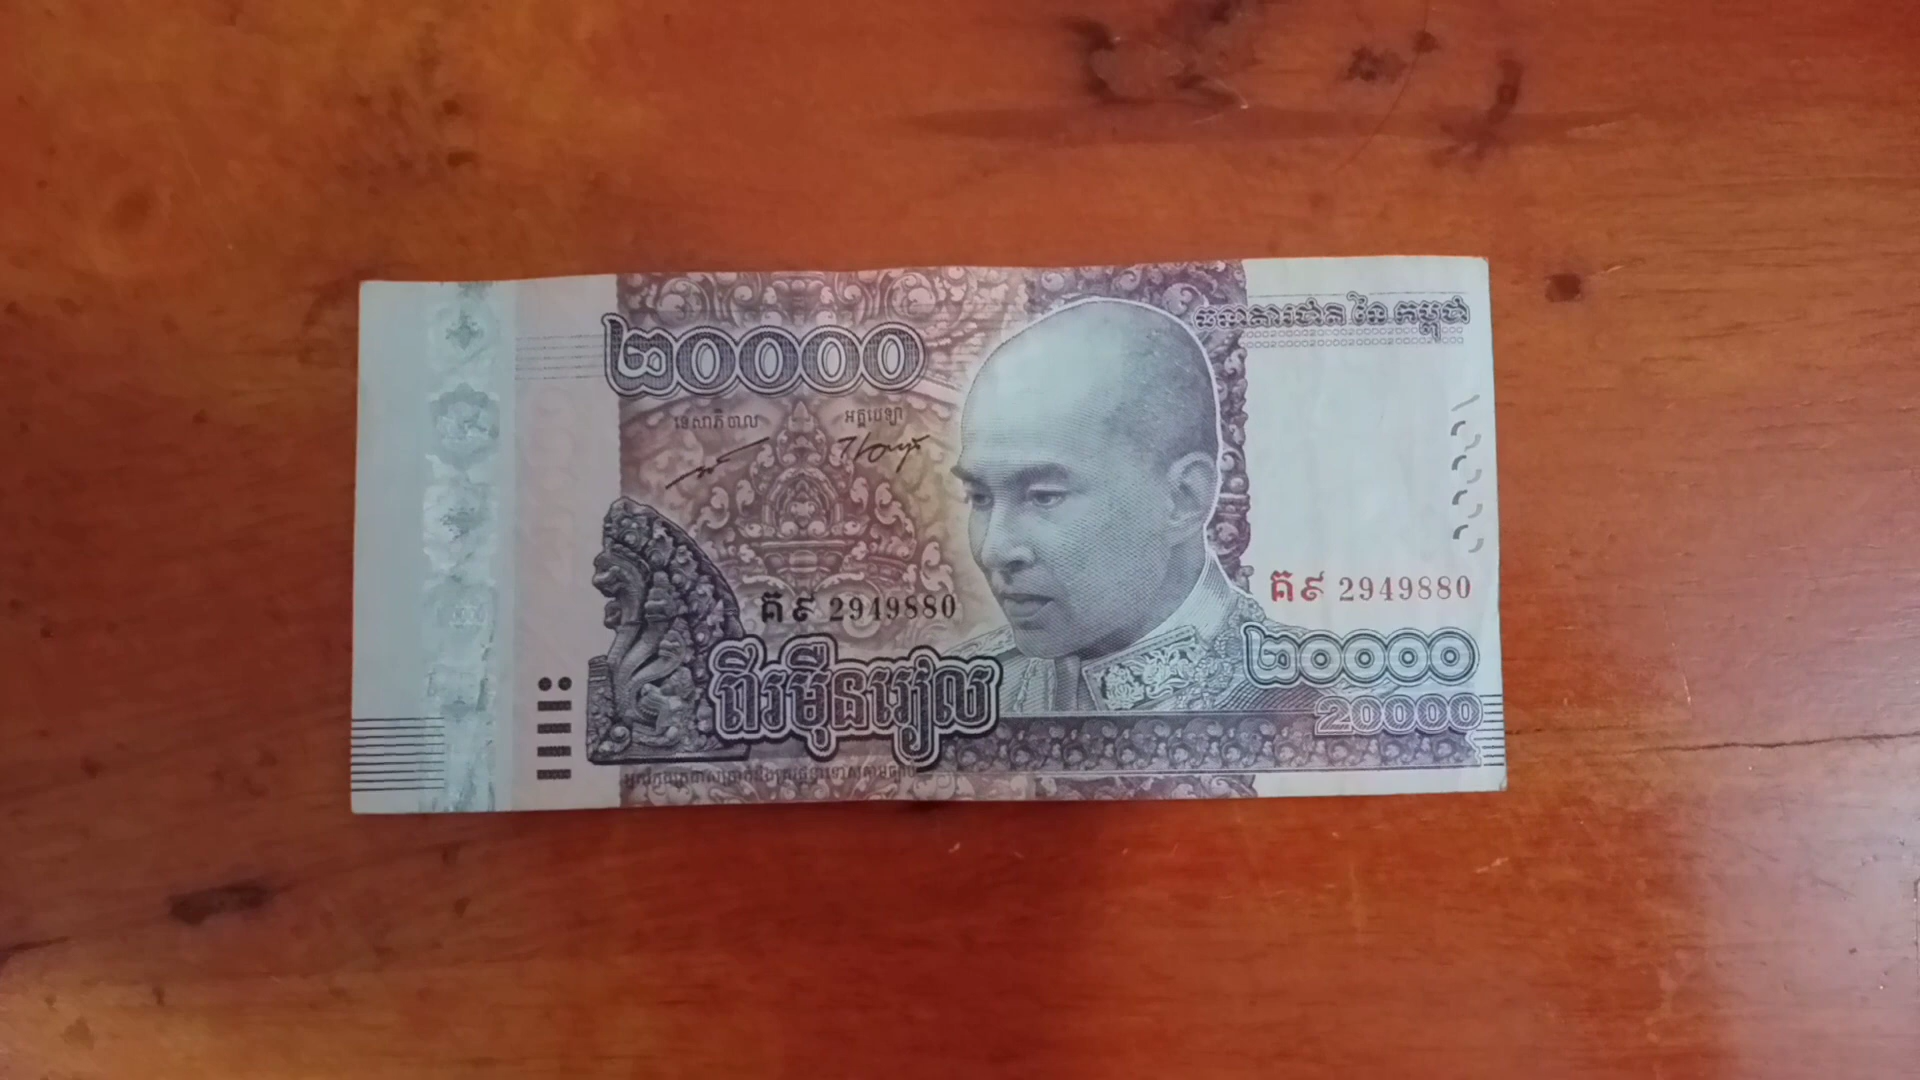 ធនាគារជាតិ នៃ កម្ពុជា
២០០០០
ទេសាភិបាល
អគ្គបេឡា
គ៩ 2949880
គ៩ 2949880
ពីរម៉ឺនរៀល
២០០០០
20000